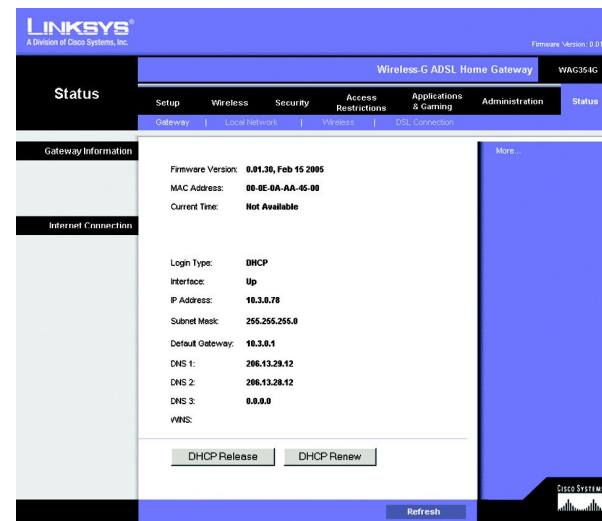 LINKSYS®
A Division of Cisco Systems, Inc.
Firmware Version: 0.01
Wireless-G ADSL Home Gateway WAG354G
Status
Setup Wireless Security Access Restrictions Applications & Gaming Administration Status
Gateway | Local Network | Wireless | DSL Connection
Gateway Information
More...
Firmware Version: 0.01.30, Feb 15 2005
MAC Address: 00-0E-0A-AA-45-00
Current Time: Not Available
Internet Connection
Login Type: DHCP
Interface: Up
IP Address: 10.3.0.78
Subnet Mask: 255.255.255.0
Default Gateway: 10.3.0.1
DNS 1: 206.13.29.12
DNS 2: 206.13.28.12
DNS 3: 0.0.0.0
WINS:
DHCP Release DHCP Renew
Refresh
CISCO SYSTEM